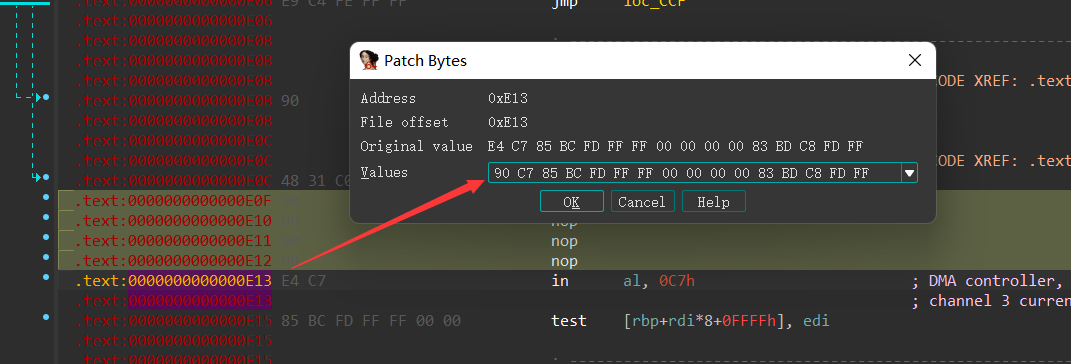 .text:0000000000000E06 E9 C4 FE FF FF jmp loc_CCF
.text:0000000000000E06
.text:0000000000000E0B ; ---------------------------------------
.text:0000000000000E0B
.text:0000000000000E0B CODE XREF: .text
.text:0000000000000E0B 90
.text:0000000000000E0B
.text:0000000000000E0C
.text:0000000000000E0C CODE XREF: .text
.text:0000000000000E0C 48 31 C0
.text:0000000000000E0F
.text:0000000000000E10 nop
.text:0000000000000E11 nop
.text:0000000000000E12 nop
.text:0000000000000E13 E4 C7 in al, 0C7h ; DMA controller,
.text:0000000000000E13 ; channel 3 curren
.text:0000000000000E15 85 BC FD FF FF 00 00 test [rbp+rdi*8+0FFFFh], edi
.text:0000000000000E15
.text:0000000000000E15 ; ---------------------------------------
Patch Bytes
Address 0xE13
File offset 0xE13
Original value E4 C7 85 BC FD FF FF 00 00 00 00 83 BD C8 FD FF
Values 90 C7 85 BC FD FF FF 00 00 00 00 83 BD C8 FD FF
OK Cancel Help